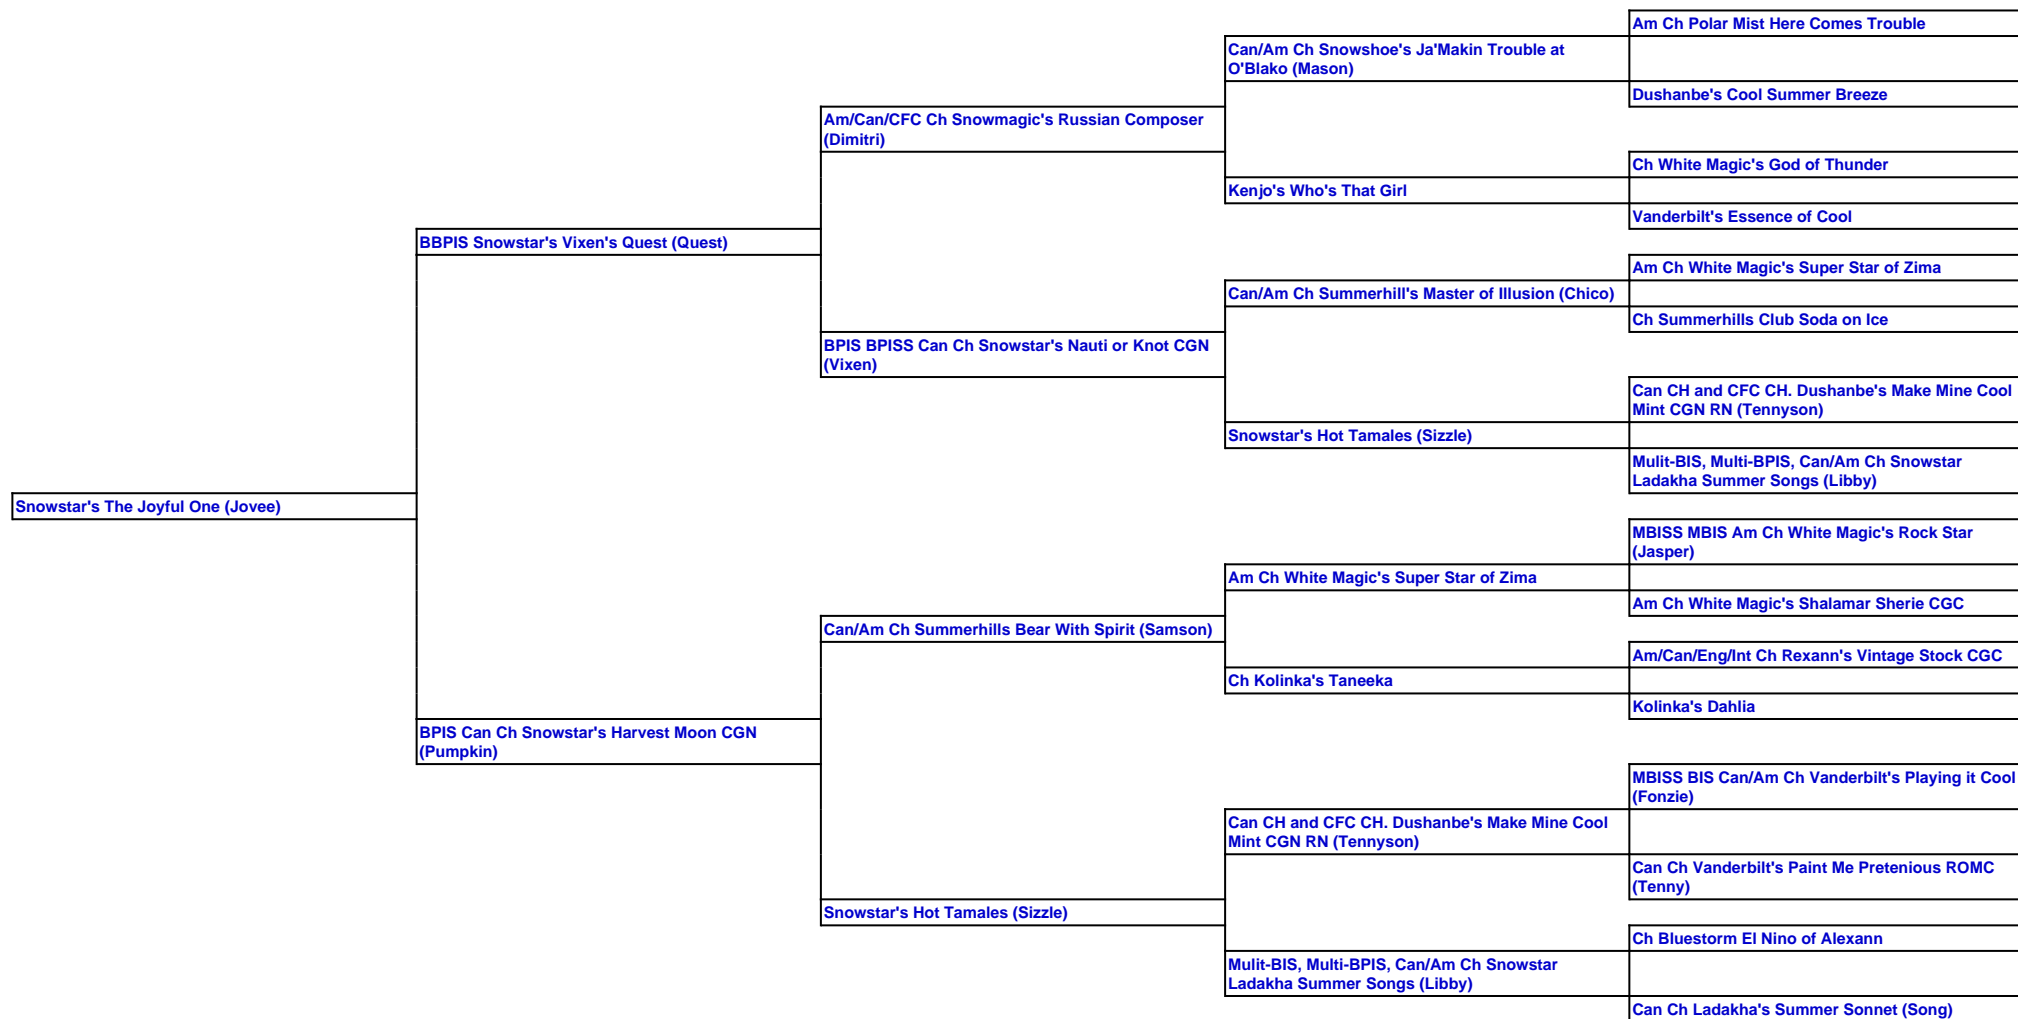 Am Ch Polar Mist Here Comes Trouble
Can/Am Ch Snowshoe's Ja'Makin Trouble at
O'Blako (Mason)
Dushanbe's Cool Summer Breeze
Am/Can/CFC Ch Snowmagic's Russian Composer
(Dimitri)
Ch White Magic's God of Thunder
Kenjo's Who's That Girl
Vanderbilt's Essence of Cool
BBPIS Snowstar's Vixen's Quest (Quest)
Am Ch White Magic's Super Star of Zima
Can/Am Ch Summerhill's Master of Illusion (Chico)
Ch Summerhills Club Soda on Ice
BPIS BPISS Can Ch Snowstar's Nauti or Knot CGN
(Vixen)
Can CH and CFC CH. Dushanbe's Make Mine Cool
Mint CGN RN (Tennyson)
Snowstar's Hot Tamales (Sizzle)
Mulit-BIS, Multi-BPIS, Can/Am Ch Snowstar
Ladakha Summer Songs (Libby)
Snowstar's The Joyful One (Jovee)
MBISS MBIS Am Ch White Magic's Rock Star
(Jasper)
Am Ch White Magic's Super Star of Zima
Am Ch White Magic's Shalamar Sherie CGC
Can/Am Ch Summerhills Bear With Spirit (Samson)
Am/Can/Eng/Int Ch Rexann's Vintage Stock CGC
Ch Kolinka's Taneeka
Kolinka's Dahlia
BPIS Can Ch Snowstar's Harvest Moon CGN
(Pumpkin)
MBISS BIS Can/Am Ch Vanderbilt's Playing it Cool
(Fonzie)
Can CH and CFC CH. Dushanbe's Make Mine Cool
Mint CGN RN (Tennyson)
Can Ch Vanderbilt's Paint Me Pretenious ROMC
(Tenny)
Snowstar's Hot Tamales (Sizzle)
Ch Bluestorm El Nino of Alexann
Mulit-BIS, Multi-BPIS, Can/Am Ch Snowstar
Ladakha Summer Songs (Libby)
Can Ch Ladakha's Summer Sonnet (Song)